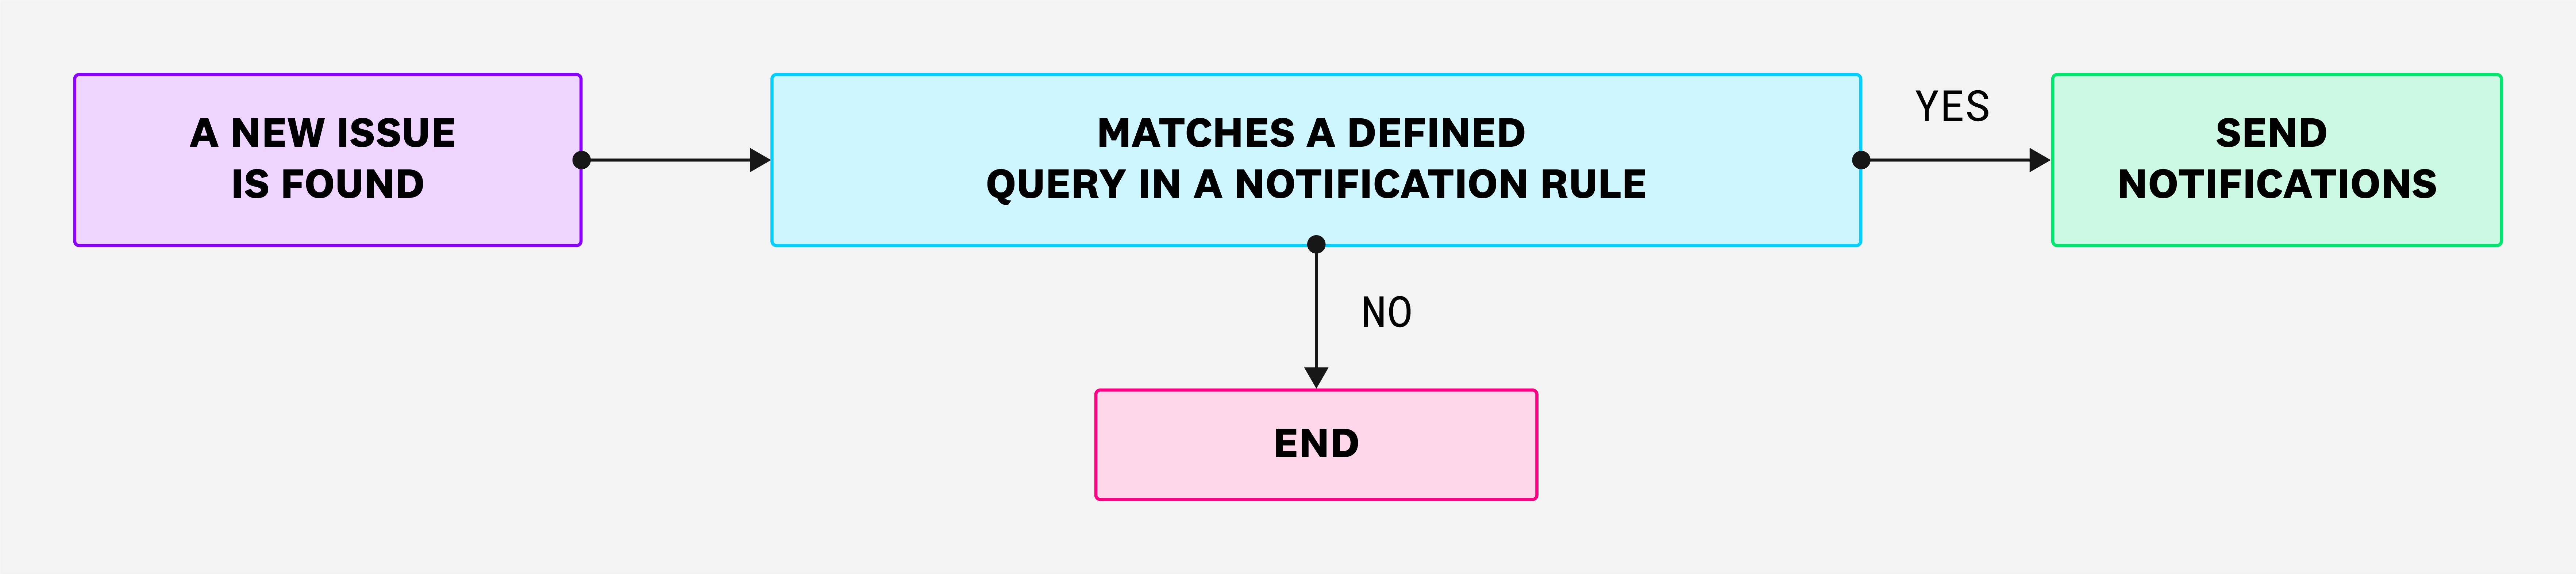 A NEW ISSUE
IS FOUND
MATCHES A DEFINED
QUERY IN A NOTIFICATION RULE
YES
SEND
NOTIFICATIONS
NO
END